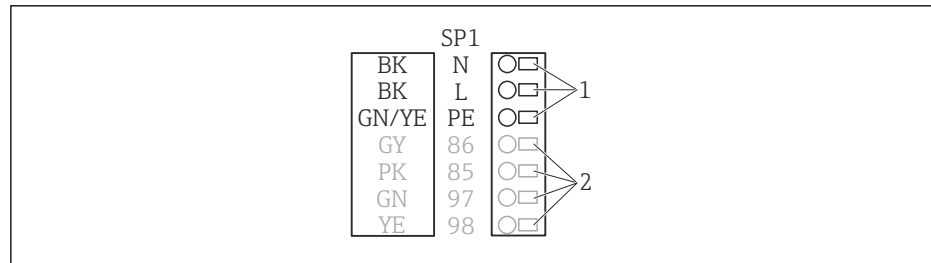 SP1
BK N
BK L 1
GN/YE PE
GY 86
PK 85 2
GN 97
YE 98